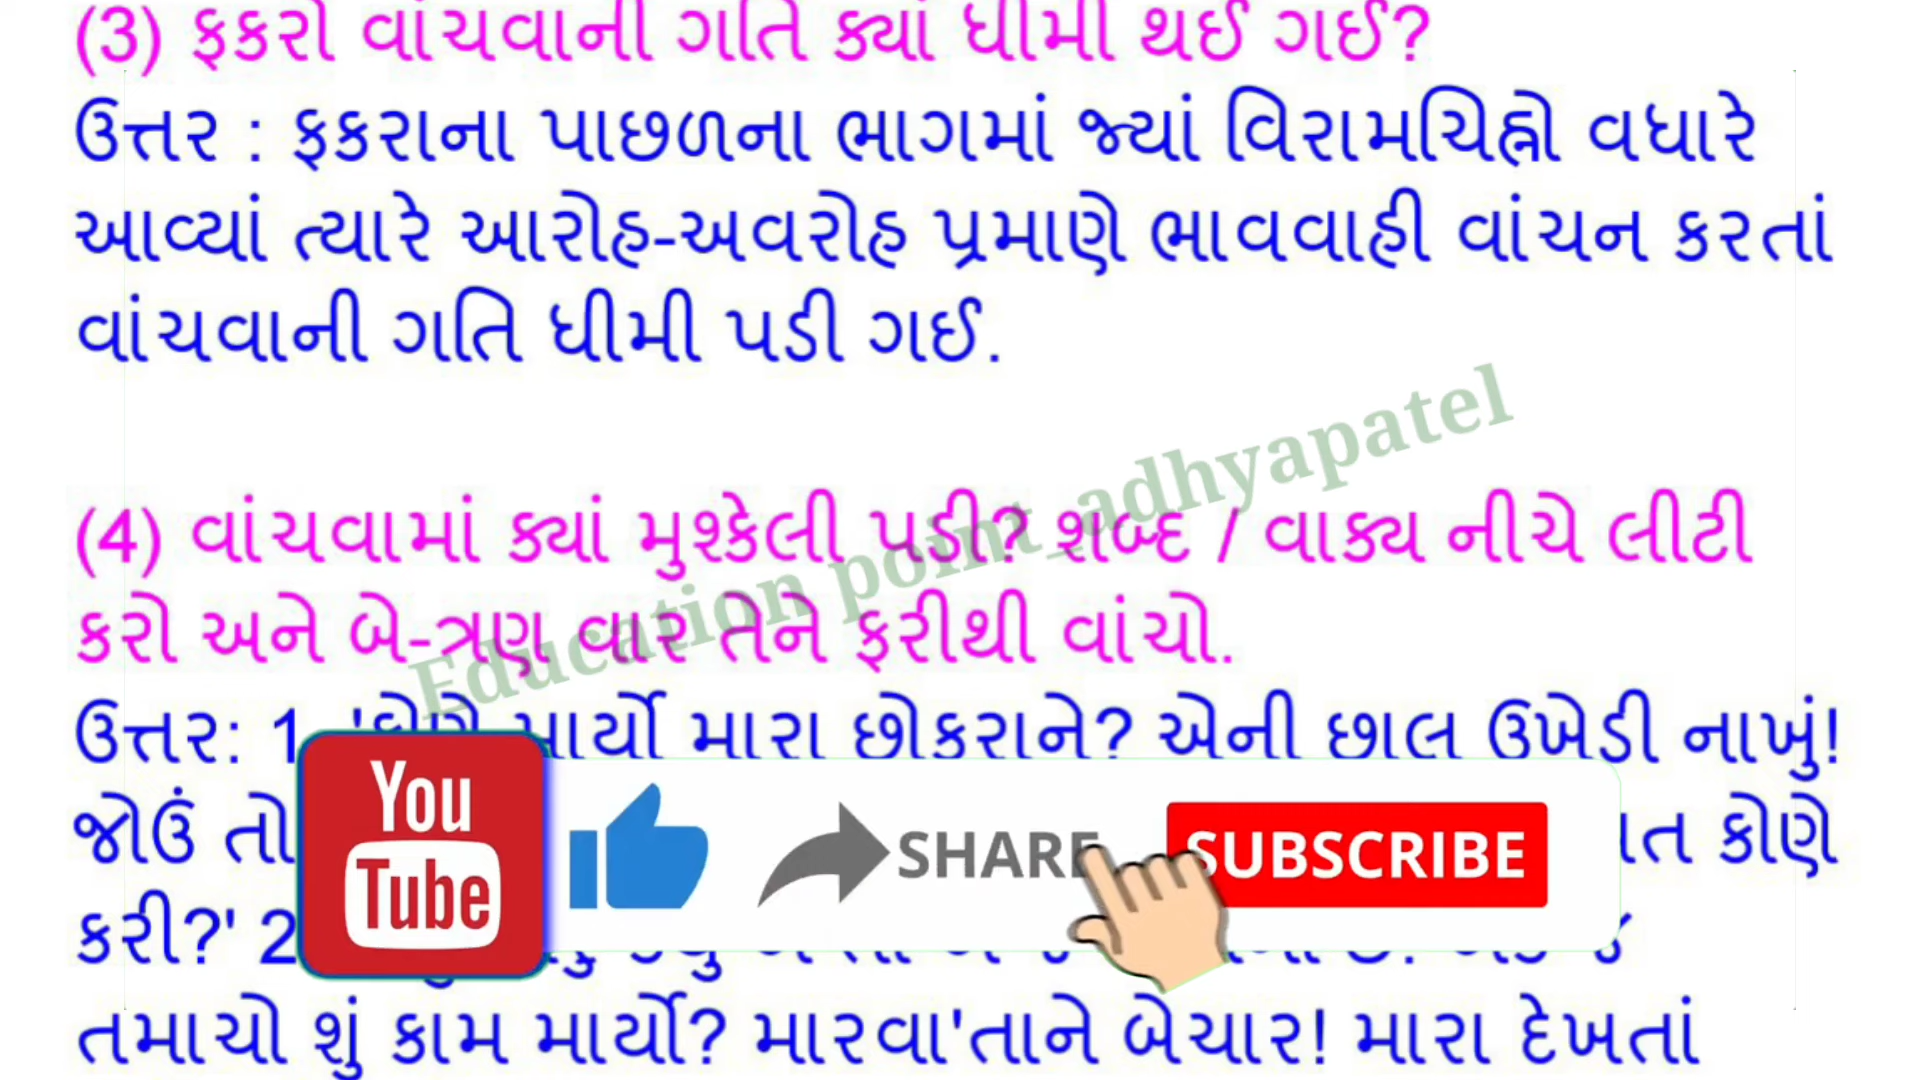 (3) ફકરો વાંચવાની ગતિ ક્યાં ધીમી થઈ ગઈ?
ઉત્તર : ફકરાના પાછળના ભાગમાં જ્યાં વિરામચિહ્નો વધારે
આવ્યાં ત્યારે આરોહ-અવરોહ પ્રમાણે ભાવવાહી વાંચન કરતાં
વાંચવાની ગતિ ધીમી પડી ગઈ.
Education point_adhyapatel
(4) વાંચવામાં ક્યાં મુશ્કેલી પડી? શબ્દ / વાક્ય નીચે લીટી
કરો અને બે-ત્રણ વાર તેને ફરીથી વાંચો.
ઉત્તર: 1 'કોણે માર્યો મારા છોકરાને? એની છાલ ઉખેડી નાખું!
જોઉં તો કોણે
કરી?' 2
You
Tube
SHARE
SUBSCRIBE
તમાચો શું કામ માર્યો? મારવા'તાને બેચાર! મારા દેખતાં